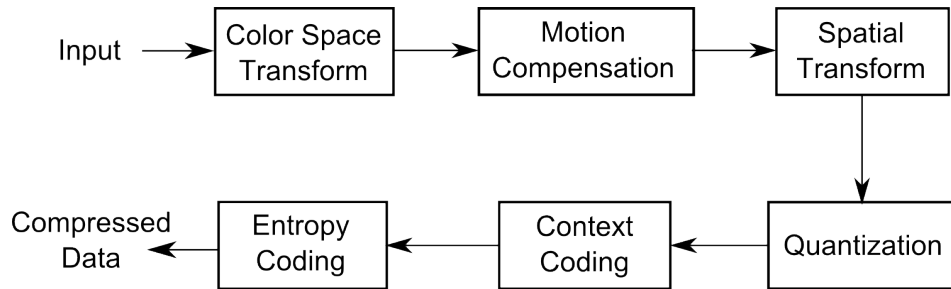 Input
Color Space
Transform
Motion
Compensation
Spatial
Transform
Quantization
Context
Coding
Entropy
Coding
Compressed
Data